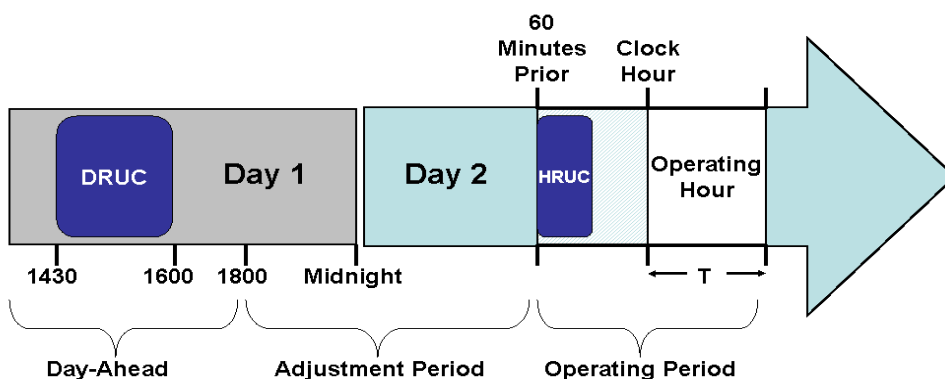 60
Minutes
Prior
Clock
Hour
DRUC
Day 1
Day 2
HRUC
Operating
Hour
1430
1600
1800
Midnight
T
Day-Ahead
Adjustment Period
Operating Period